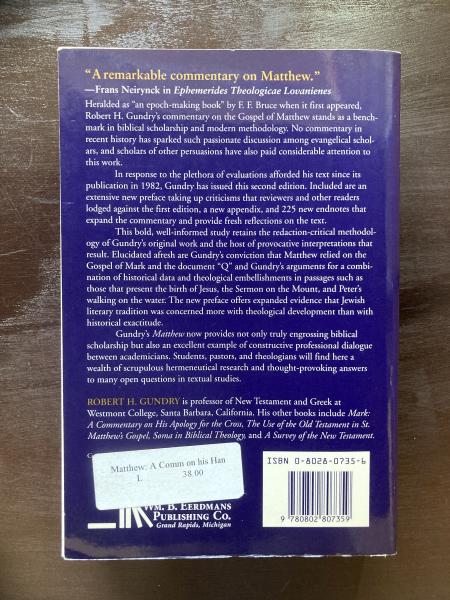 “A remarkable commentary on Matthew.”
—Frans Neirynck in Ephemerides Theologicae Lovanienes
Heralded as “an epoch-making book” by F. F. Bruce when it first appeared,
Robert H. Gundry’s commentary on the Gospel of Matthew stands as a bench-
mark in biblical scholarship and modern methodology. No commentary in
recent history has sparked such passionate discussion among evangelical schol-
ars, and scholars of other persuasions have also paid considerable attention to
this work.
In response to the plethora of evaluations afforded his text since its
publication in 1982, Gundry has issued this second edition. Included are an
extensive new preface taking up criticisms that reviewers and other readers
lodged against the first edition, a new appendix, and 225 new endnotes that
expand the commentary and provide fresh reflections on the text.
This bold, well-informed study retains the redaction-critical methodol-
ogy of Gundry’s original work and the host of provocative interpretations that
result. Elucidated afresh are Gundry’s conviction that Matthew relied on the
Gospel of Mark and the document “Q” and Gundry’s arguments for a combi-
nation of historical data and theological embellishments in passages such as
those that present the birth of Jesus, the Sermon on the Mount, and Peter’s
walking on the water. The new preface offers expanded evidence that Jewish
literary tradition was concerned more with theological development than with
historical exactitude.
Gundry’s Matthew now provides not only truly engrossing biblical
scholarship but also an excellent example of constructive professional dialogue
between academicians. Students, pastors, and theologians will find here a
wealth of scrupulous hermeneutical research and thought-provoking answers
to many open questions in textual studies.
ROBERT H. GUNDRY is professor of New Testament and Greek at
Westmont College, Santa Barbara, California. His other books include Mark:
A Commentary on His Apology for the Cross, The Use of the Old Testament in St.
Matthew’s Gospel, Soma in Biblical Theology, and A Survey of the New Testament.
Matthew: A Comm on his Han
L 38.00
WM. B. EERDMANS
PUBLISHING CO.
Grand Rapids, Michigan
ISBN 0-8028-0735-6
9 780802 807359